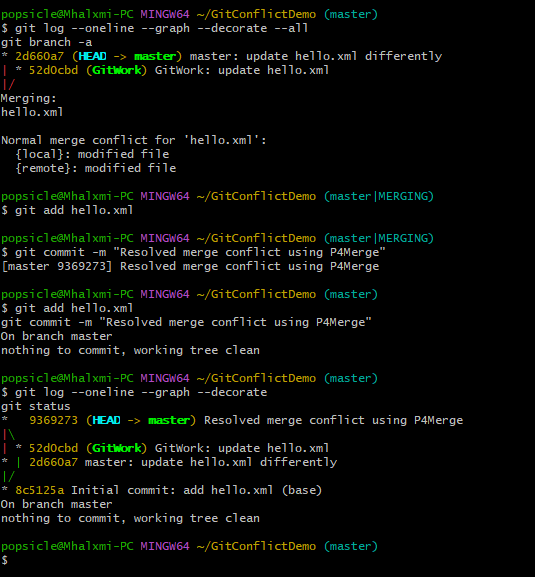 popsicle@Mhalxmi-PC MINGW64 ~/GitConflictDemo (master)
$ git log --oneline --graph --decorate --all
git branch -a
* 2d660a7 (HEAD -> master) master: update hello.xml differently
| * 52d0cbd (GitWork) GitWork: update hello.xml
|/
Merging:
hello.xml

Normal merge conflict for 'hello.xml':
  {local}: modified file
  {remote}: modified file

popsicle@Mhalxmi-PC MINGW64 ~/GitConflictDemo (master|MERGING)
$ git add hello.xml

popsicle@Mhalxmi-PC MINGW64 ~/GitConflictDemo (master|MERGING)
$ git commit -m "Resolved merge conflict using P4Merge"
[master 9369273] Resolved merge conflict using P4Merge

popsicle@Mhalxmi-PC MINGW64 ~/GitConflictDemo (master)
$ git add hello.xml
git commit -m "Resolved merge conflict using P4Merge"
On branch master
nothing to commit, working tree clean

popsicle@Mhalxmi-PC MINGW64 ~/GitConflictDemo (master)
$ git log --oneline --graph --decorate
git status
*   9369273 (HEAD -> master) Resolved merge conflict using P4Merge
|\
| * 52d0cbd (GitWork) GitWork: update hello.xml
* | 2d660a7 master: update hello.xml differently
|/
* 8c5125a Initial commit: add hello.xml (base)
On branch master
nothing to commit, working tree clean

popsicle@Mhalxmi-PC MINGW64 ~/GitConflictDemo (master)
$